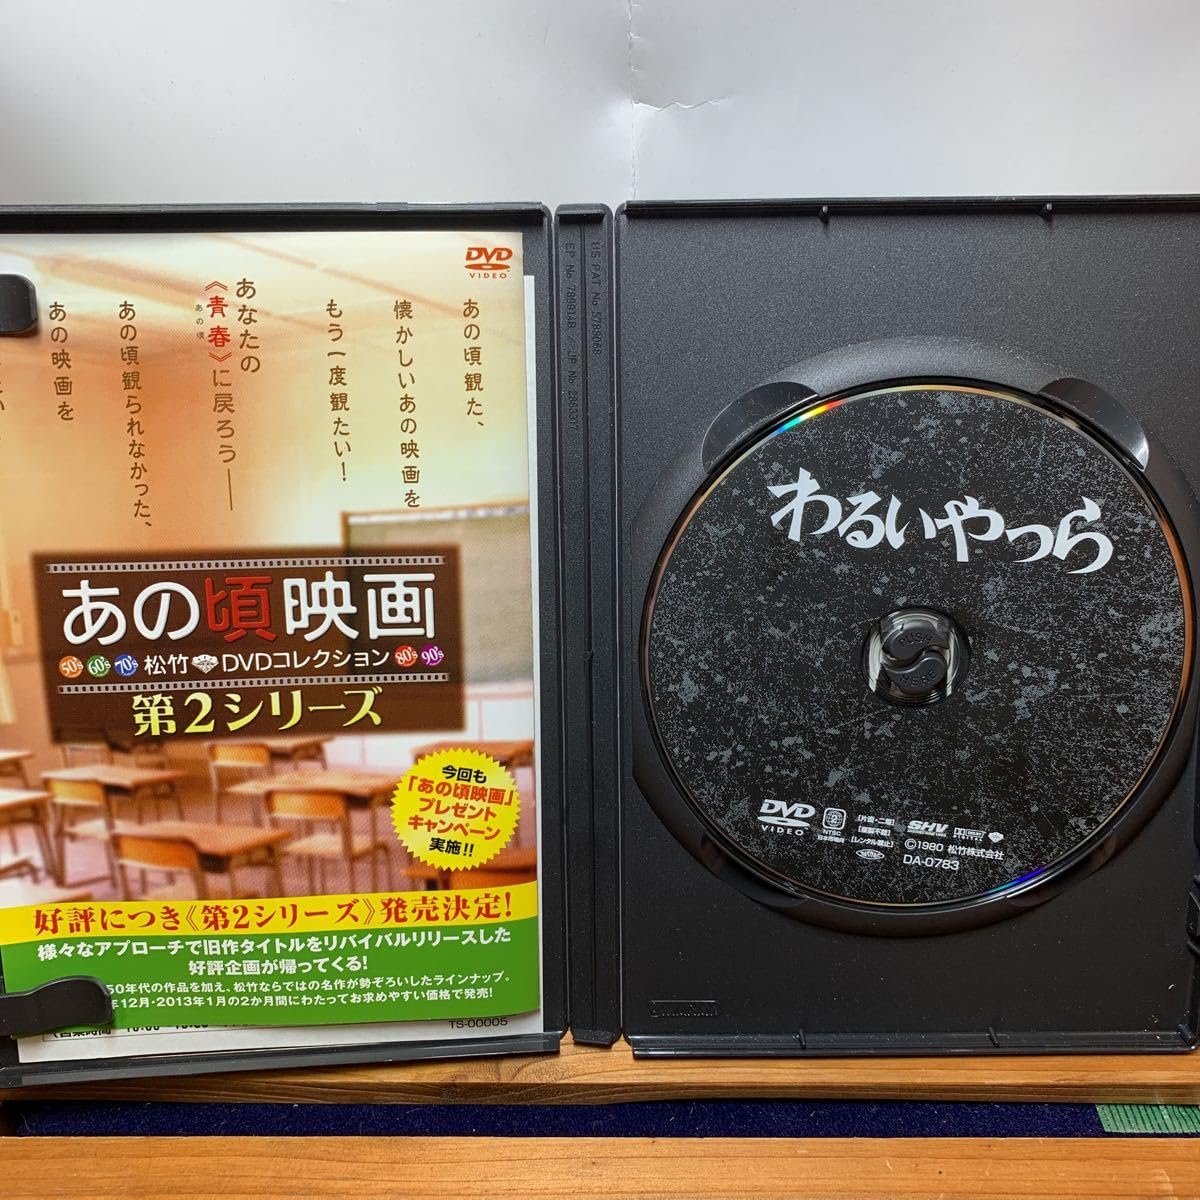 DVD
VIDEO
あの頃観た、
懐かしいあの映画を
もう一度観たい!
あなたの
《青春》に戻ろう――
あの頃
あの頃観られなかった、
あの映画を
あの頃映画
50's 60's 70's 松竹 DVDコレクション 80's 90's
第2シリーズ
今回も
「あの頃映画」
プレゼント
キャンペーン
実施!!
好評につき《第2シリーズ》発売決定!
様々なアプローチで旧作タイトルをリバイバルリリースした
好評企画が帰ってくる!
50年代の作品を加え、松竹ならではの名作が勢ぞろいしたラインナップ。
年12月・2013年1月の2か月間にわたってお求めやすい価格で発売!
TS-00005
US PAT No 5788068
EP No 789914B / JP No 2853317
わるいやつら
PUSH
DVD
VIDEO
2
NTSC
日本市場向
[片面・二層]
[複製不能]
[レンタル禁止]
SHV
©1980 松竹株式会社
DA-0783